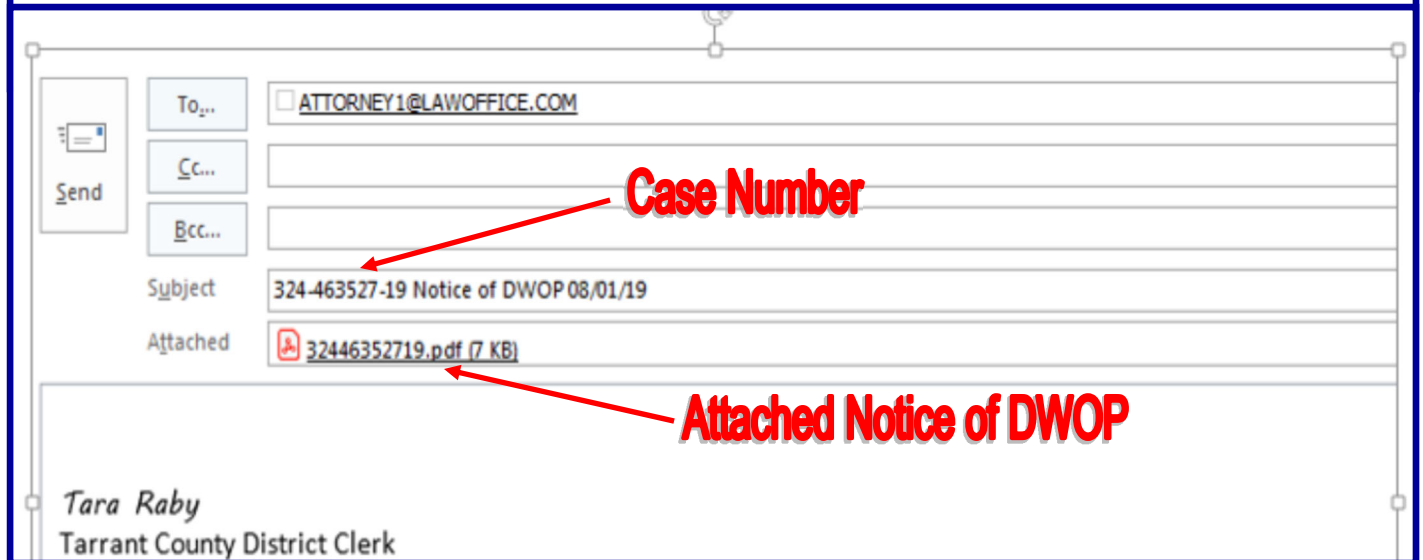 To...
ATTORNEY1@LAWOFFICE.COM
Send
Cc...
Case Number
Bcc...
Subject
324-463527-19 Notice of DWOP 08/01/19
Attached
32446352719.pdf (7 KB)
Attached Notice of DWOP
Tara Raby
Tarrant County District Clerk